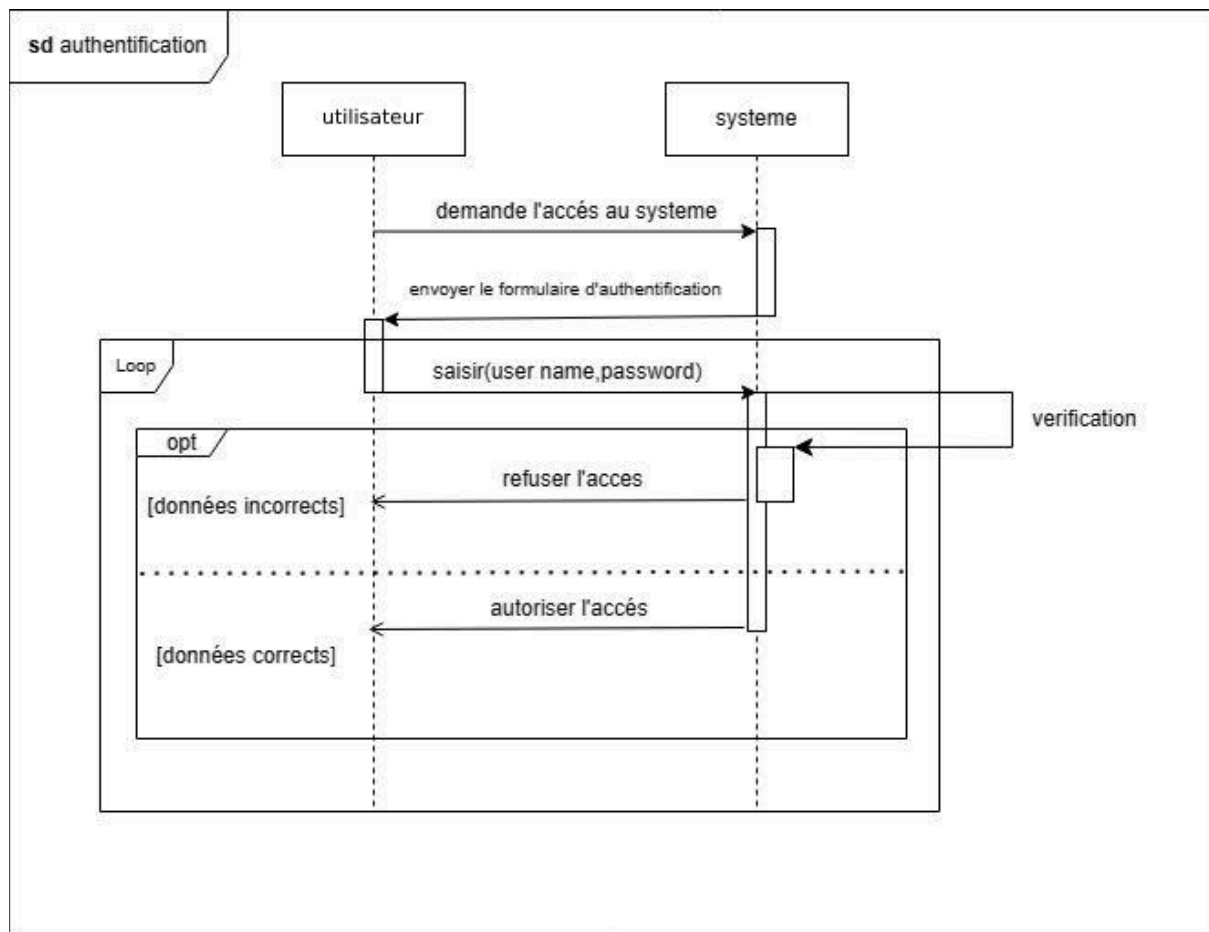 sd authentification
utilisateur
systeme
demande l'accés au systeme
envoyer le formulaire d'authentification
Loop
saisir(user name,password)
verification
opt
refuser l'acces
[données incorrects]
autoriser l'accés
[données corrects]